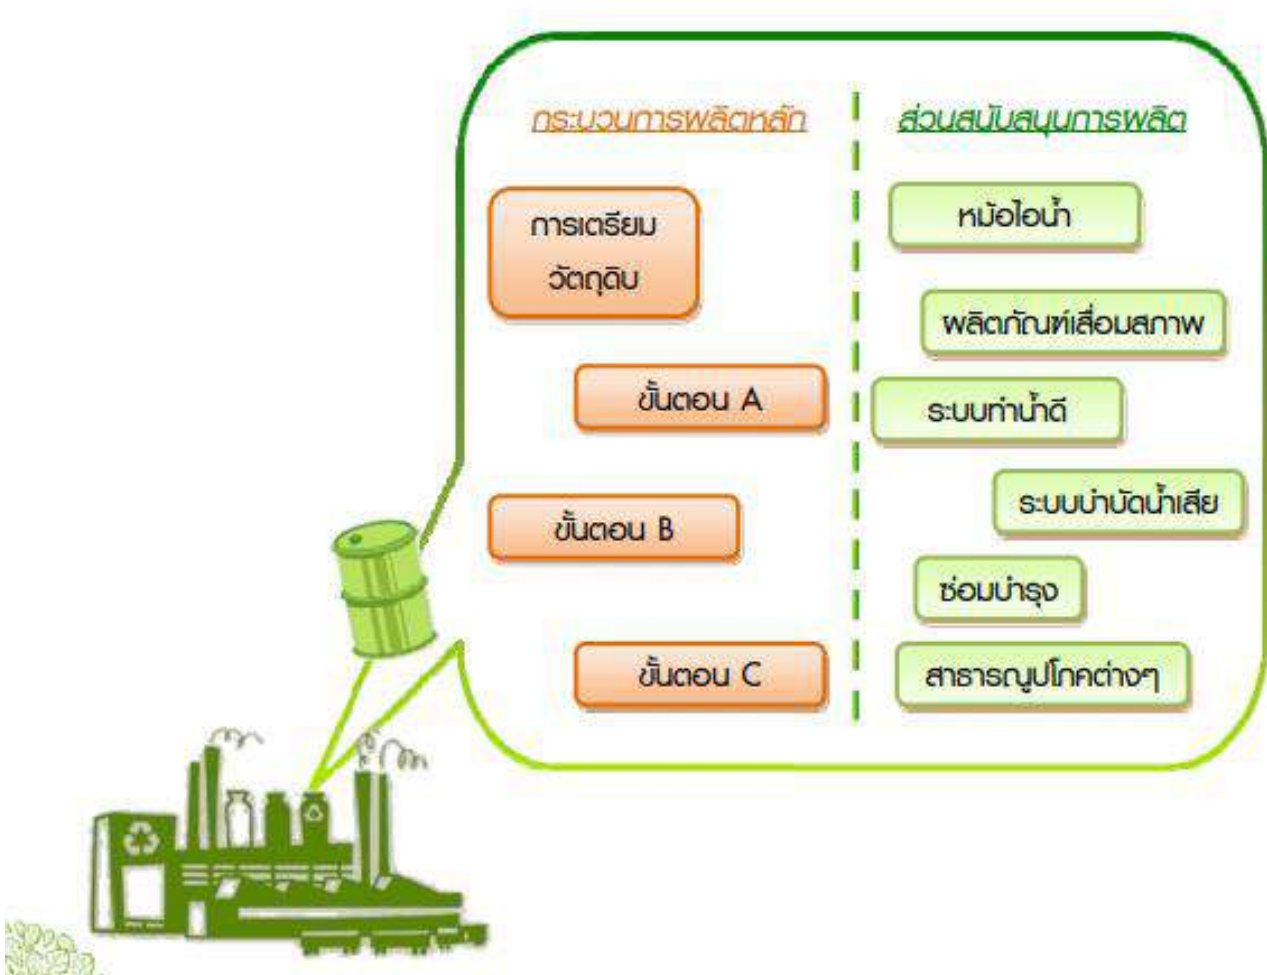 กระบวนการผลิตหลัก
การเตรียม
วัตถุดิบ
ขั้นตอน A
ขั้นตอน B
ขั้นตอน C
ส่วนสนับสนุนการผลิต
หม้อไอน้ำ
ผลิตภัณฑ์เสื่อมสภาพ
ระบบทำน้ำดี
ระบบบำบัดน้ำเสีย
ซ่อมบำรุง
สาธารณูปโภคต่างๆ